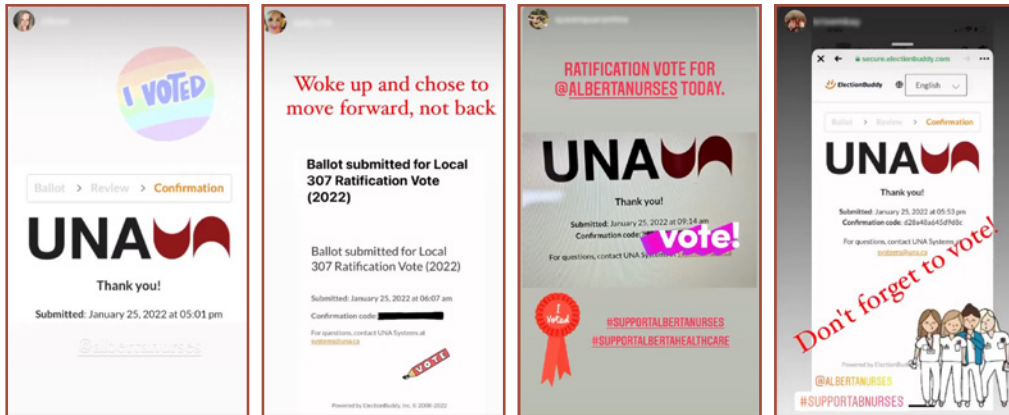 I VOTED
Ballot > Review > Confirmation
UNA
Thank you!
Submitted: January 25, 2022 at 05:01 pm
@albertanurses
Woke up and chose to
move forward, not back
Ballot submitted for Local
307 Ratification Vote
(2022)
Ballot submitted for Local
307 Ratification Vote (2022)
Submitted: January 25, 2022 at 06:07 am
Confirmation code:
For questions, contact UNA Systems at
systems@una.ca
VOTE
Powered by ElectionBuddy, Inc. © 2008-2022
RATIFICATION VOTE FOR
@ALBERTANURSES TODAY.
UNA
Thank you!
Submitted: January 25, 2022 at 09:14 am
Confirmation code:
vote!
For questions, contact UNA
I
Voted
#SUPPORTALBERTANURSES
#SUPPORTALBERTAHEALTHCARE
secure.electionbuddy.com
ElectionBuddy
English
Ballot > Review > Confirmation
UNA
Thank you!
Submitted: January 25, 2022 at 05:53 pm
Confirmation code:
For questions, contact UNA Systems at
systems@una.ca
Don't forget to vote!
Powered by ElectionBuddy
@ALBERTANURSES
#SUPPORTABNURSES